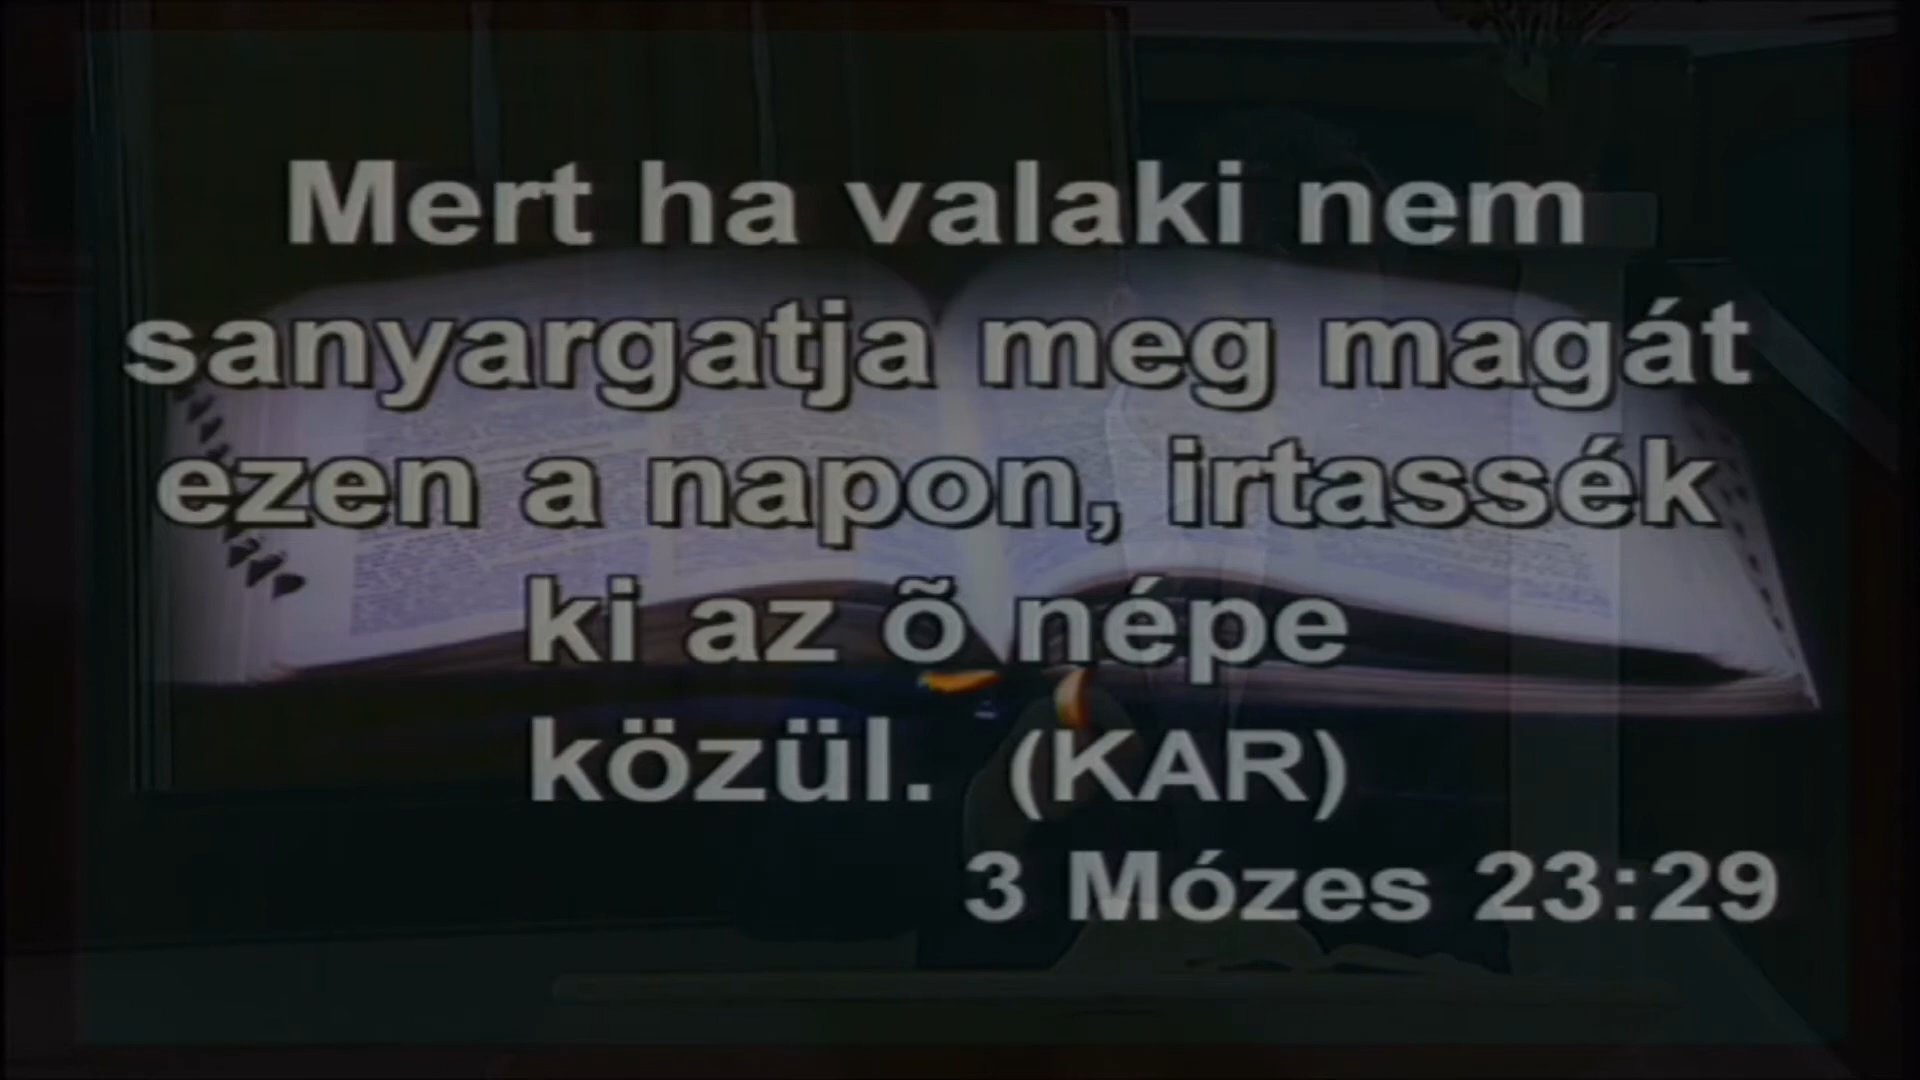 Mert ha valaki nem
sanyargatja meg magát
ezen a napon, irtassék
ki az õ népe
közül. (KAR)
3 Mózes 23:29